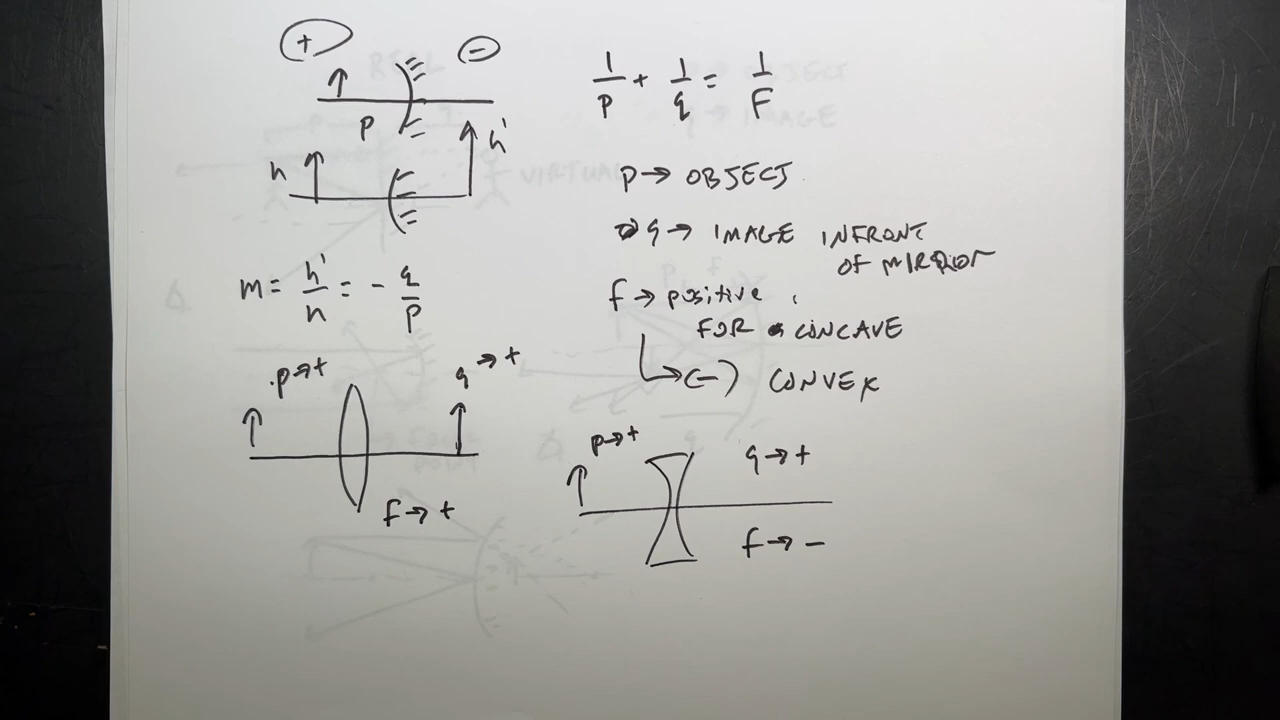 (+) (-)
1/p + 1/q = 1/F
p
h h'
p → OBJECT
q → IMAGE INFRONT
OF MIRROR
m = h'/h = - q/p
f → positive
FOR CONCAVE
↳ (-) CONVEX
p → + q → +
f → +
p → + q → +
f → -